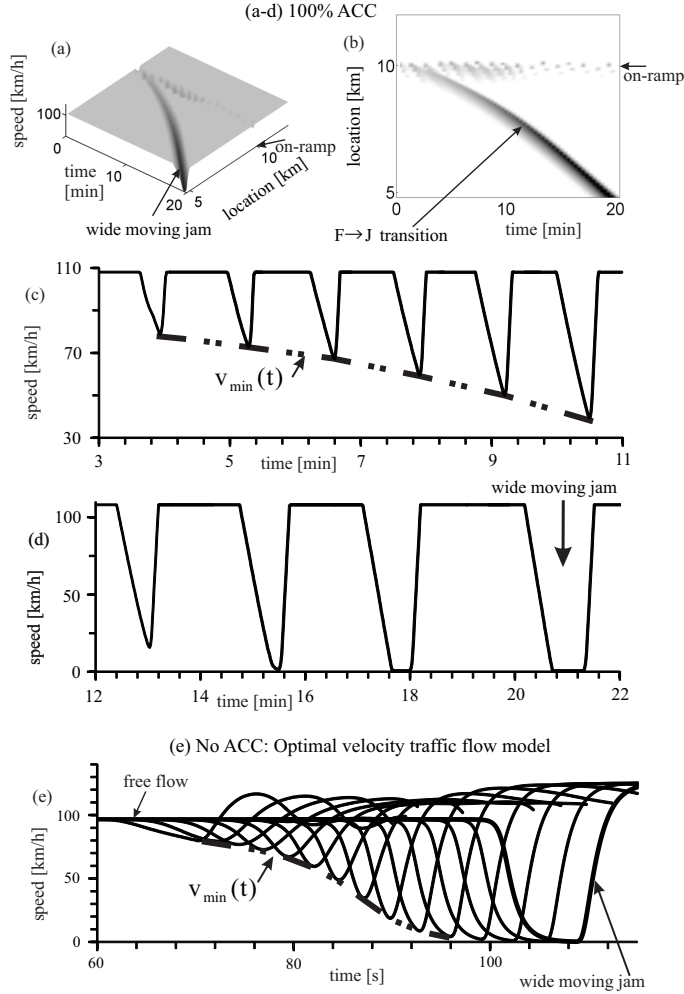 (a-d) 100% ACC
(a)
speed [km/h]
100
0
time
[min]
10
20
5
10
location [km]
on-ramp
wide moving jam
(b)
location [km]
10
5
on-ramp
0
10
20
F→J transition
time [min]
(c)
speed [km/h]
110
70
30
v_min (t)
3
5
time [min]
7
9
11
(d)
speed [km/h]
100
50
0
wide moving jam
12
14
time [min]
16
18
20
22
(e) No ACC: Optimal velocity traffic flow model
(e)
free flow
speed [km/h]
100
50
0
v_min (t)
60
80
100
time [s]
wide moving jam